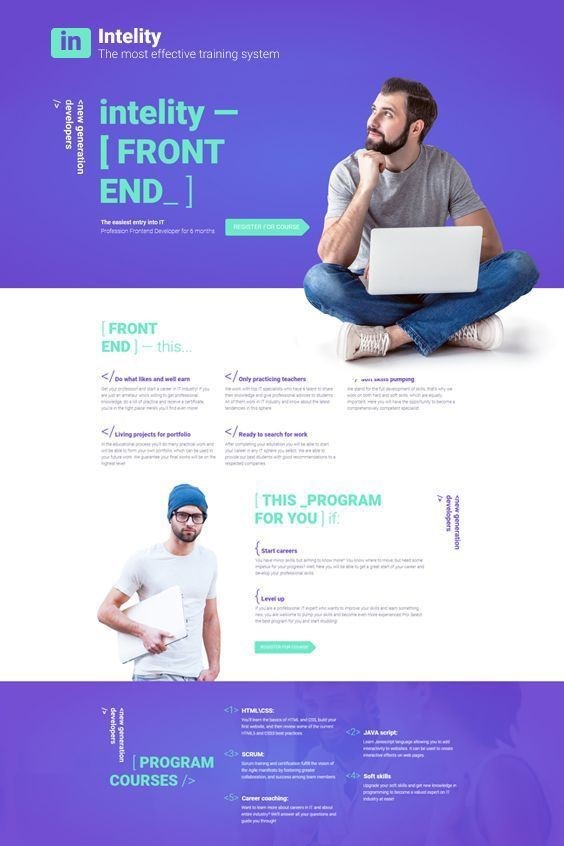 in
Intelity
The most effective training system
<new generation
developers
/>
intelity —
[ FRONT
END_ ]
The easiest entry into IT
Profession Frontend Developer for 6 months
REGISTER FOR COURSE
[ FRONT
END ] — this...
</ Do what likes and well earn
Get your profession and start a career in IT industry! If you
are just an amateur who's willing to get professional
knowledge, do a lot of practice and receive a certificate,
you're in the right place: here's you'll find even more!
</ Only practicing teachers
We work with top IT specialists who have a talent to share
their knowledge and give professional advices to students.
All of them work in IT industry and know about the latest
tendencies in this sphere.
soft skills pumping
We stand for the full development of skills, that's why we
work on both hard and soft skills, which are equally
important. Here you have the opportunity to become a
comprehensively competent specialist.
</ Living projects for portfolio
In the educational process you'll do many practical work and
will be able to form your own portfolio, which can be used in
your future work. We guarantee your final works will be on the
highest level!
</ Ready to search for work
After completing your education you will be able to start
your career in any IT sphere you select. We are able to
provide our best students with good recommendations to a
respected companies.
[ THIS _PROGRAM
FOR YOU ] if:
<new generation
developers
/>
{ Start careers
You have minor skills, but aiming to know more? You know where to move, but need some
impetus for your progress? Well, here you will be able to get a great start of your career and
develop your professional skills.
{ Level up
If you are a professional IT expert who wants to improve your skills and learn something
new, you are welcome to pump your skills and become even more experienced Pro. Select
the best program for you and start studding!
REGISTER FOR COURSE
<new generation
developers
/>
[ PROGRAM
COURSES />
<1> HTML\CSS:
You'll learn the basics of HTML and CSS, build your
first website, and then review some of the current
HTML5 and CSS3 best practices.
<2> JAVA script:
Learn Javascript language allowing you to add
interactivity to websites. It can be used to create
interactive effects on web pages.
<3> SCRUM:
Scrum training and certification fulfill the vision of
the Agile manifesto by fostering greater
collaboration, and success among team members.
<4> Soft skills
Upgrade your soft skills and get new knowledge in
programming to become a valued expert on IT
industry at ease!
<5> Career coaching:
Want to learn more about careers in IT and about
entire industry? We'll answer all your questions and
guide you through!